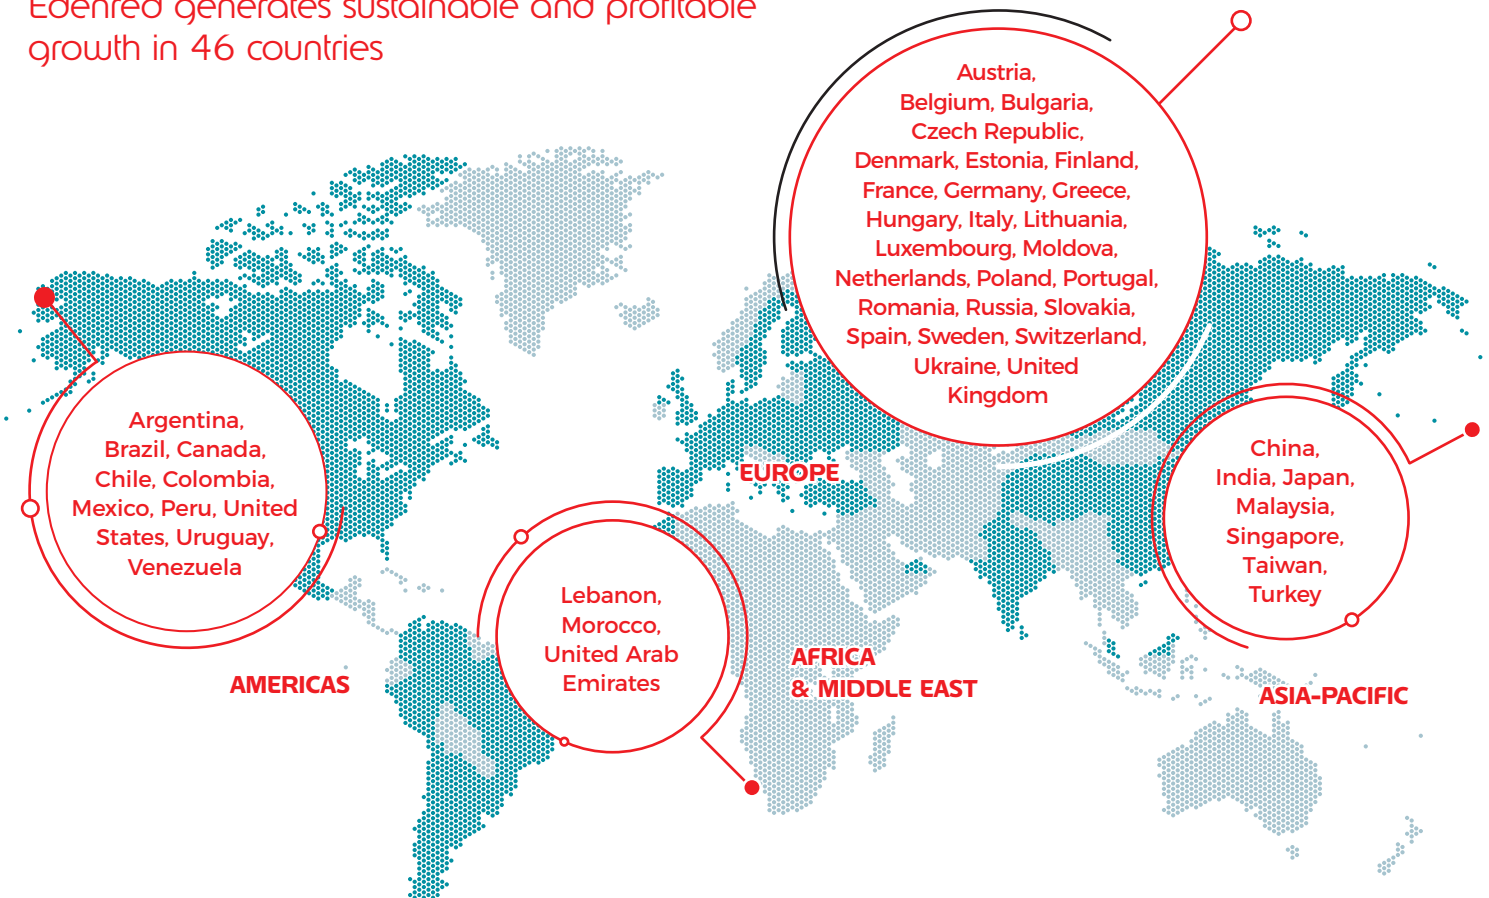 Edenred generates sustainable and profitable
growth in 46 countries
Austria,
Belgium, Bulgaria,
Czech Republic,
Denmark, Estonia, Finland,
France, Germany, Greece,
Hungary, Italy, Lithuania,
Luxembourg, Moldova,
Netherlands, Poland, Portugal,
Romania, Russia, Slovakia,
Spain, Sweden, Switzerland,
Ukraine, United
Kingdom
EUROPE
Argentina,
Brazil, Canada,
Chile, Colombia,
Mexico, Peru, United
States, Uruguay,
Venezuela
AMERICAS
Lebanon,
Morocco,
United Arab
Emirates
AFRICA
& MIDDLE EAST
China,
India, Japan,
Malaysia,
Singapore,
Taiwan,
Turkey
ASIA-PACIFIC